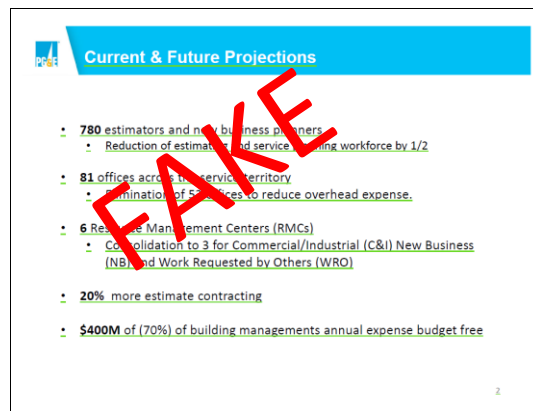 PG&E
Current & Future Projections
FAKE
• 780 estimators and new business planners
• Reduction of estimating and service planning workforce by 1/2
• 81 offices across the service territory
• Elimination of 53 offices to reduce overhead expense.
• 6 Resource Management Centers (RMCs)
• Consolidation to 3 for Commercial/Industrial (C&I) New Business
(NB) and Work Requested by Others (WRO)
• 20% more estimate contracting
• $400M of (70%) of building managements annual expense budget free
2